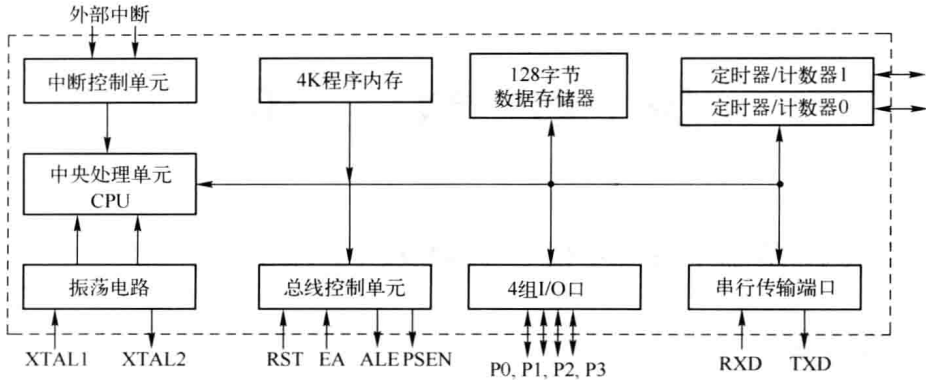 外部中断
中断控制单元
4K程序内存
128字节
数据存储器
定时器/计数器1
定时器/计数器0
中央处理单元
CPU
振荡电路
总线控制单元
4组I/O口
串行传输端口
XTAL1
XTAL2
RST
EA
ALE
PSEN
P0, P1, P2, P3
RXD
TXD